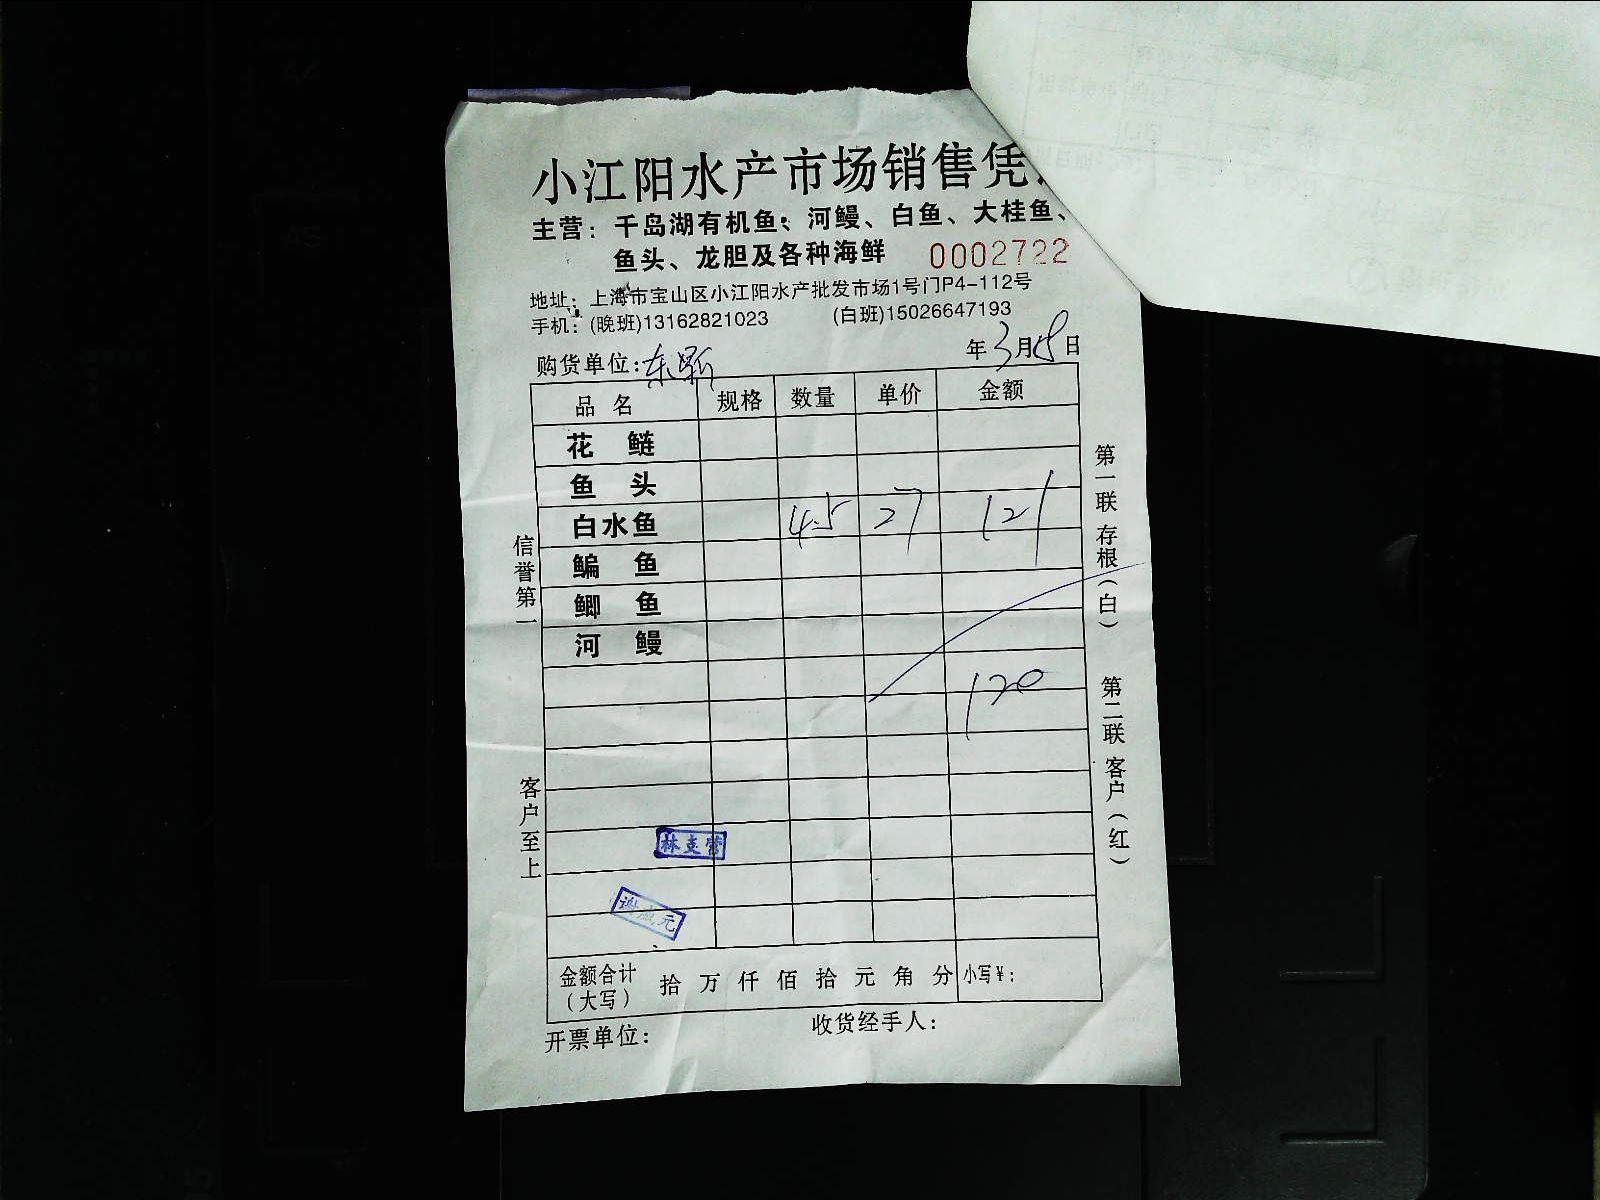 小江阳水产市场销售凭
主营：千岛湖有机鱼；河鳗、白鱼、大桂鱼、
鱼头、龙胆及各种海鲜 0002722
地址：上海市宝山区小江阳水产批发市场1号门P4-112号
手机：(晚班)13162821023 (白班)15026647193
购货单位： 年3月18日
品名 规格 数量 单价 金额
花鲢
鱼头
白水鱼 4.5 27 121
鳊鱼
鲫鱼
河鳗
120
林克营
谢 元
金额合计（大写） 拾 万 仟 佰 拾 元 角 分 小写¥：
开票单位： 收货经手人：
信誉第一 客户至上
第一联 存根（白） 第二联 客户（红）